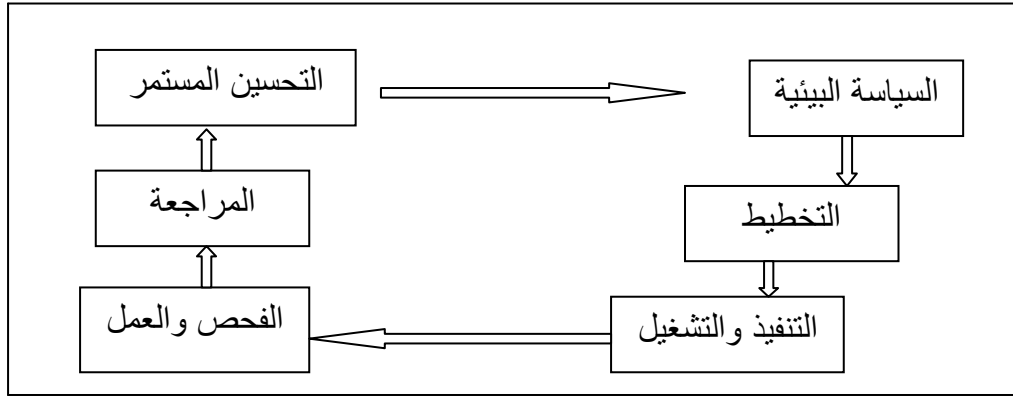 السياسة البيئية
التخطيط
التنفيذ والتشغيل
الفحص والعمل
المراجعة
التحسين المستمر